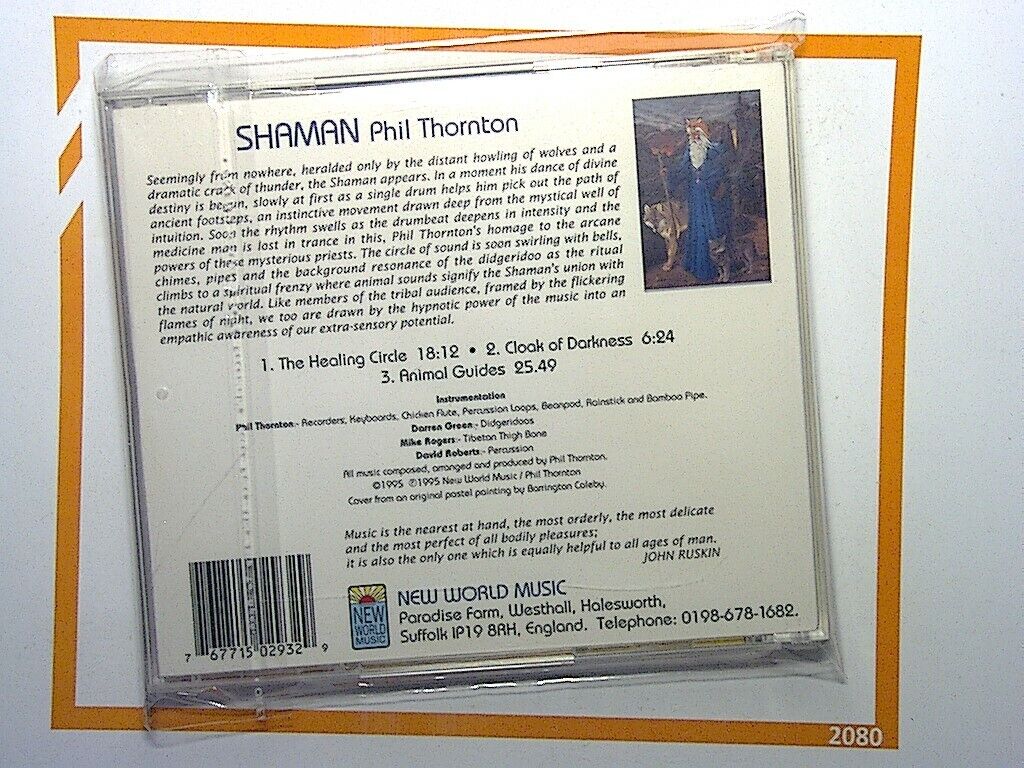 SHAMAN Phil Thornton
Seemingly from nowhere, heralded only by the distant howling of wolves and a
dramatic crack of thunder, the Shaman appears. In a moment his dance of divine
destiny is begun, slowly at first as a single drum helps him pick out the path of
ancient footsteps, an instinctive movement drawn deep from the mystical well of
intuition. Soon the rhythm swells as the drumbeat deepens in intensity and the
medicine man is lost in trance in this, Phil Thornton's homage to the arcane
powers of these mysterious priests. The circle of sound is soon swirling with bells,
chimes, pipes and the background resonance of the didgeridoo as the ritual
climbs to a spiritual frenzy where animal sounds signify the Shaman's union with
the natural world. Like members of the tribal audience, framed by the flickering
flames of night, we too are drawn by the hypnotic power of the music into an
empathic awareness of our extra-sensory potential.
1. The Healing Circle 18:12 • 2. Cloak of Darkness 6:24
3. Animal Guides 25.49
Instrumentation
Phil Thornton:- Recorders, Keyboards, Chicken Flute, Percussion Loops, Beanpod, Rainstick and Bamboo Pipe.
Darren Green:- Didgeridoos
Mike Rogers:- Tibetan Thigh Bone
David Roberts:- Percussion
All music composed, arranged and produced by Phil Thornton.
©1995 ℗1995 New World Music / Phil Thornton
Cover from an original pastel painting by Barrington Coleby.
Music is the nearest at hand, the most orderly, the most delicate
and the most perfect of all bodily pleasures;
it is also the only one which is equally helpful to all ages of man.
JOHN RUSKIN
NEW WORLD MUSIC
NEW WORLD MUSIC
Paradise Farm, Westhall, Halesworth,
Suffolk IP19 8RH, England. Telephone: 0198-678-1682.
7 67715 02932 9
2080